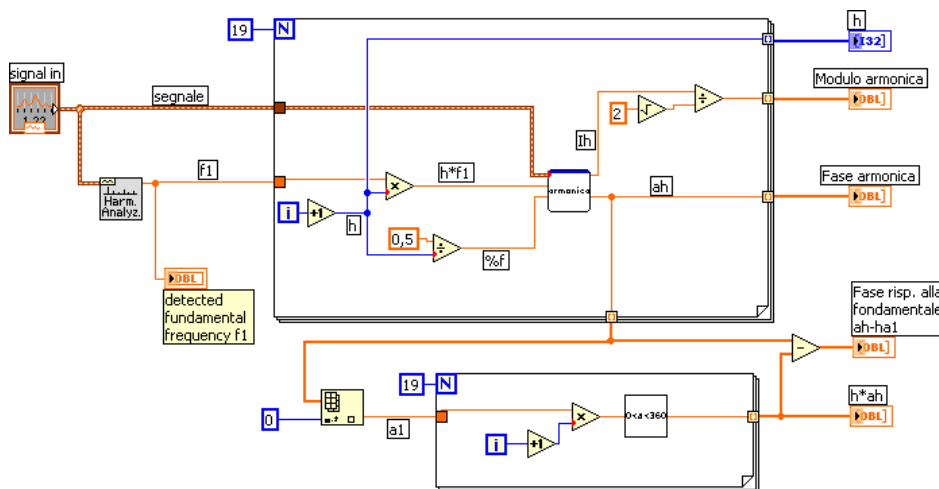 19
N
h
I32
signal in
segnale
Modulo armonica
DBL
2
÷
Ih
f1
h*f1
armonica
ah
Fase armonica
DBL
Harm.
Analyz.
×
i
+1
h
0,5
÷
%f
DBL
detected
fundamental
frequency f1
Fase risp. alla
fondamentale
ah-ha1
DBL
19
N
0
a1
×
0<a<360
h*ah
DBL
i
+1